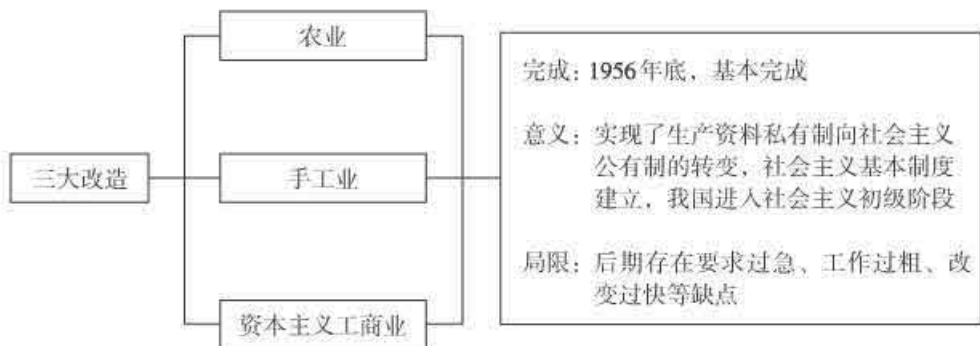 农业
三大改造
手工业
资本主义工商业
完成：1956年底，基本完成
意义：实现了生产资料私有制向社会主义
公有制的转变，社会主义基本制度
建立，我国进入社会主义初级阶段
局限：后期存在要求过急、工作过粗、改
变过快等缺点